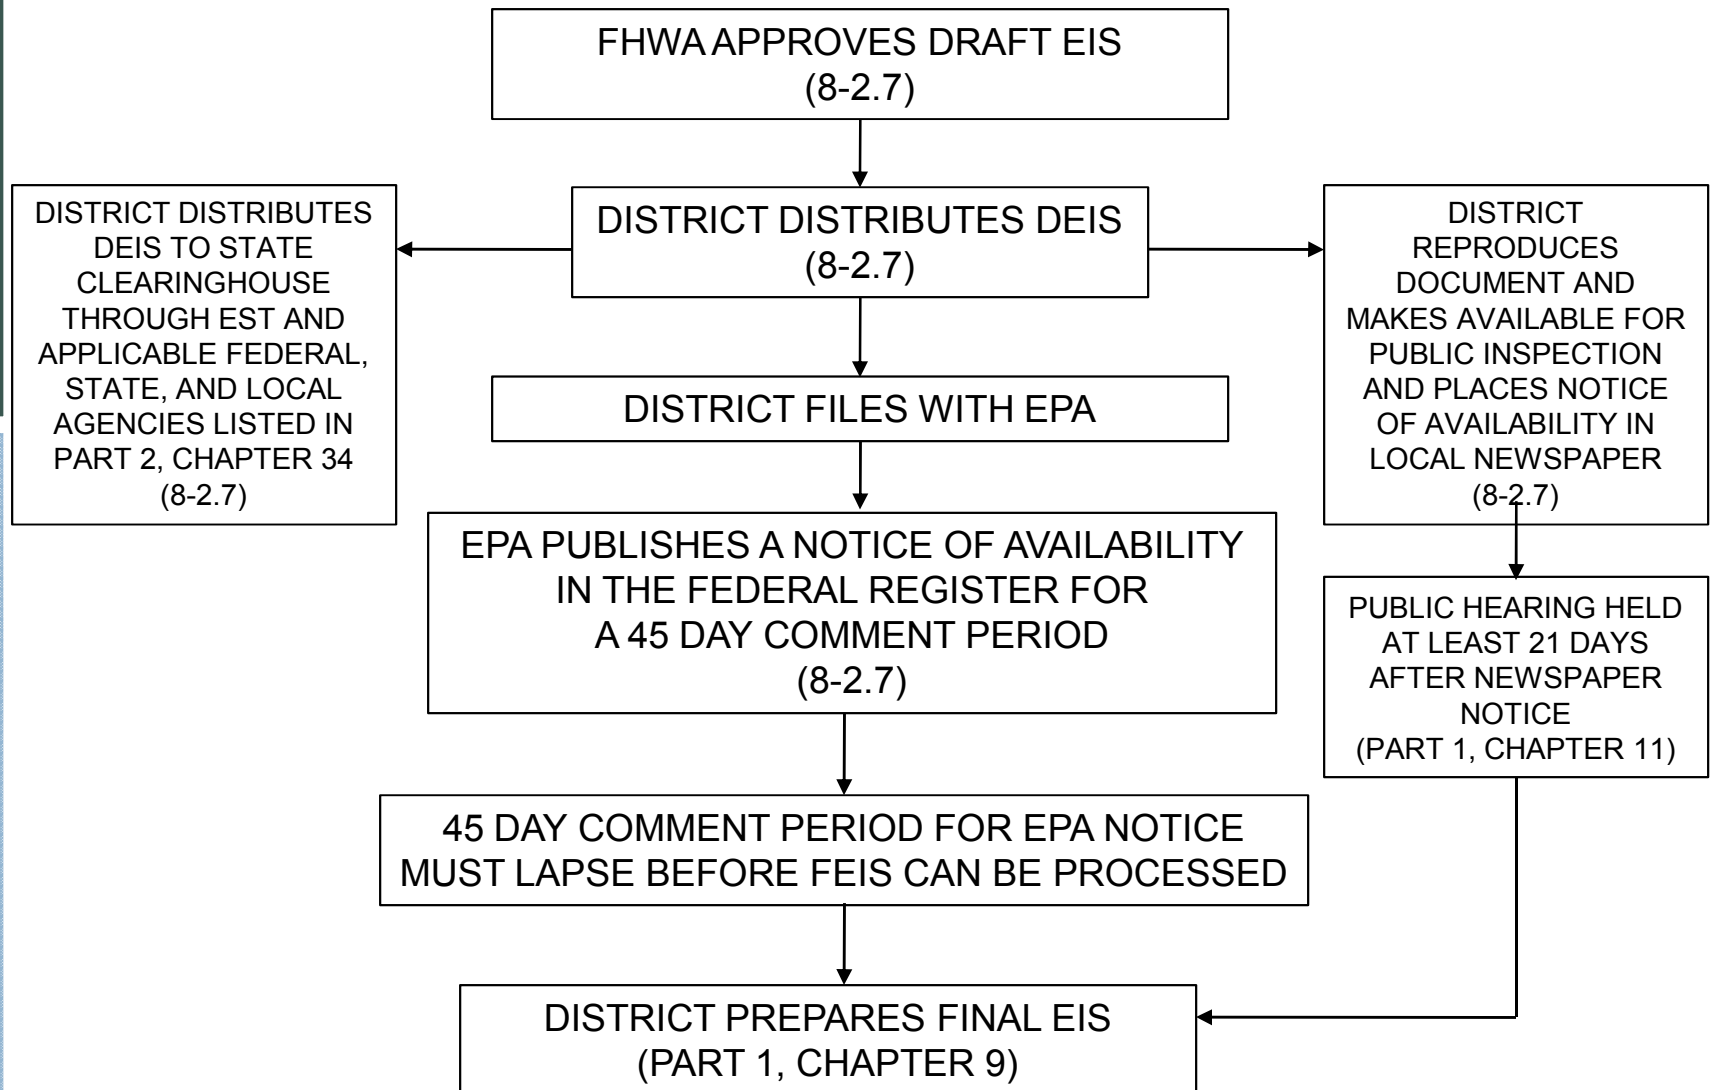 FHWA APPROVES DRAFT EIS
(8-2.7)
DISTRICT DISTRIBUTES
DEIS TO STATE
CLEARINGHOUSE
THROUGH EST AND
APPLICABLE FEDERAL,
STATE, AND LOCAL
AGENCIES LISTED IN
PART 2, CHAPTER 34
(8-2.7)
DISTRICT DISTRIBUTES DEIS
(8-2.7)
DISTRICT
REPRODUCES
DOCUMENT AND
MAKES AVAILABLE FOR
PUBLIC INSPECTION
AND PLACES NOTICE
OF AVAILABILITY IN
LOCAL NEWSPAPER
(8-2.7)
DISTRICT FILES WITH EPA
EPA PUBLISHES A NOTICE OF AVAILABILITY
IN THE FEDERAL REGISTER FOR
A 45 DAY COMMENT PERIOD
(8-2.7)
PUBLIC HEARING HELD
AT LEAST 21 DAYS
AFTER NEWSPAPER
NOTICE
(PART 1, CHAPTER 11)
45 DAY COMMENT PERIOD FOR EPA NOTICE
MUST LAPSE BEFORE FEIS CAN BE PROCESSED
DISTRICT PREPARES FINAL EIS
(PART 1, CHAPTER 9)